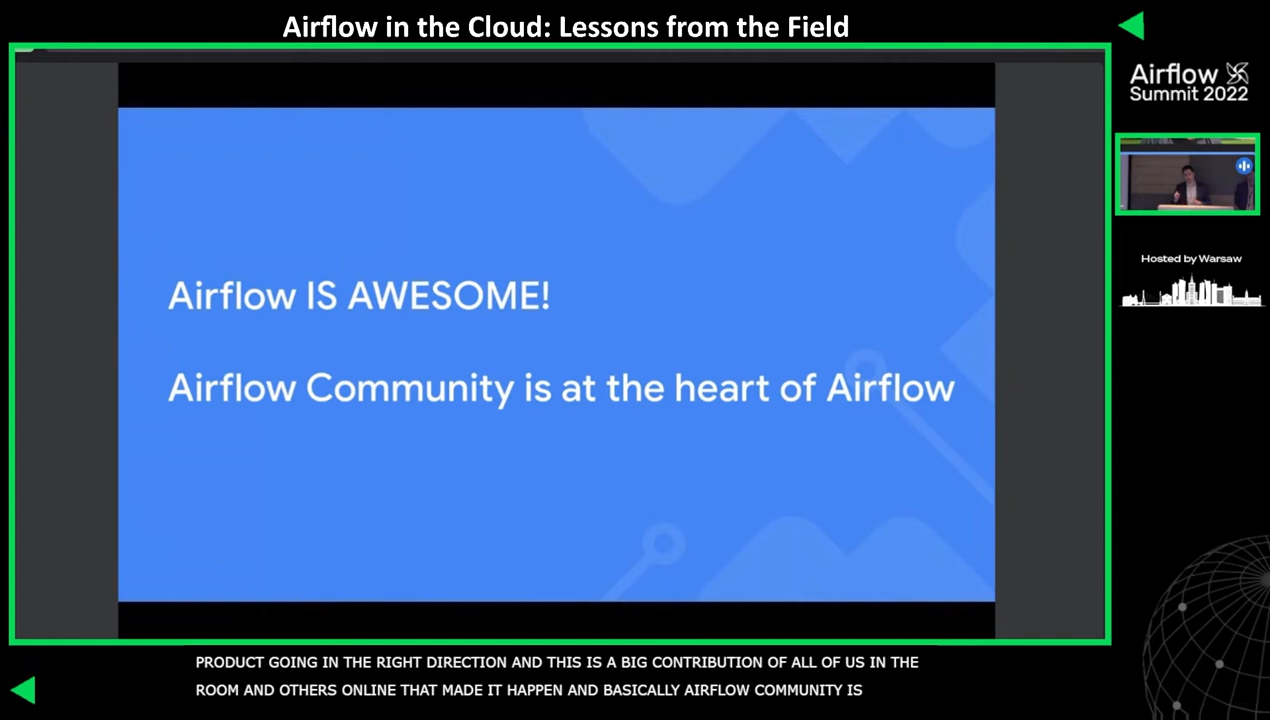 Airflow in the Cloud: Lessons from the Field
Airflow
Summit 2022
Airflow IS AWESOME!
Airflow Community is at the heart of Airflow
Hosted by Warsaw
PRODUCT GOING IN THE RIGHT DIRECTION AND THIS IS A BIG CONTRIBUTION OF ALL OF US IN THE
ROOM AND OTHERS ONLINE THAT MADE IT HAPPEN AND BASICALLY AIRFLOW COMMUNITY IS